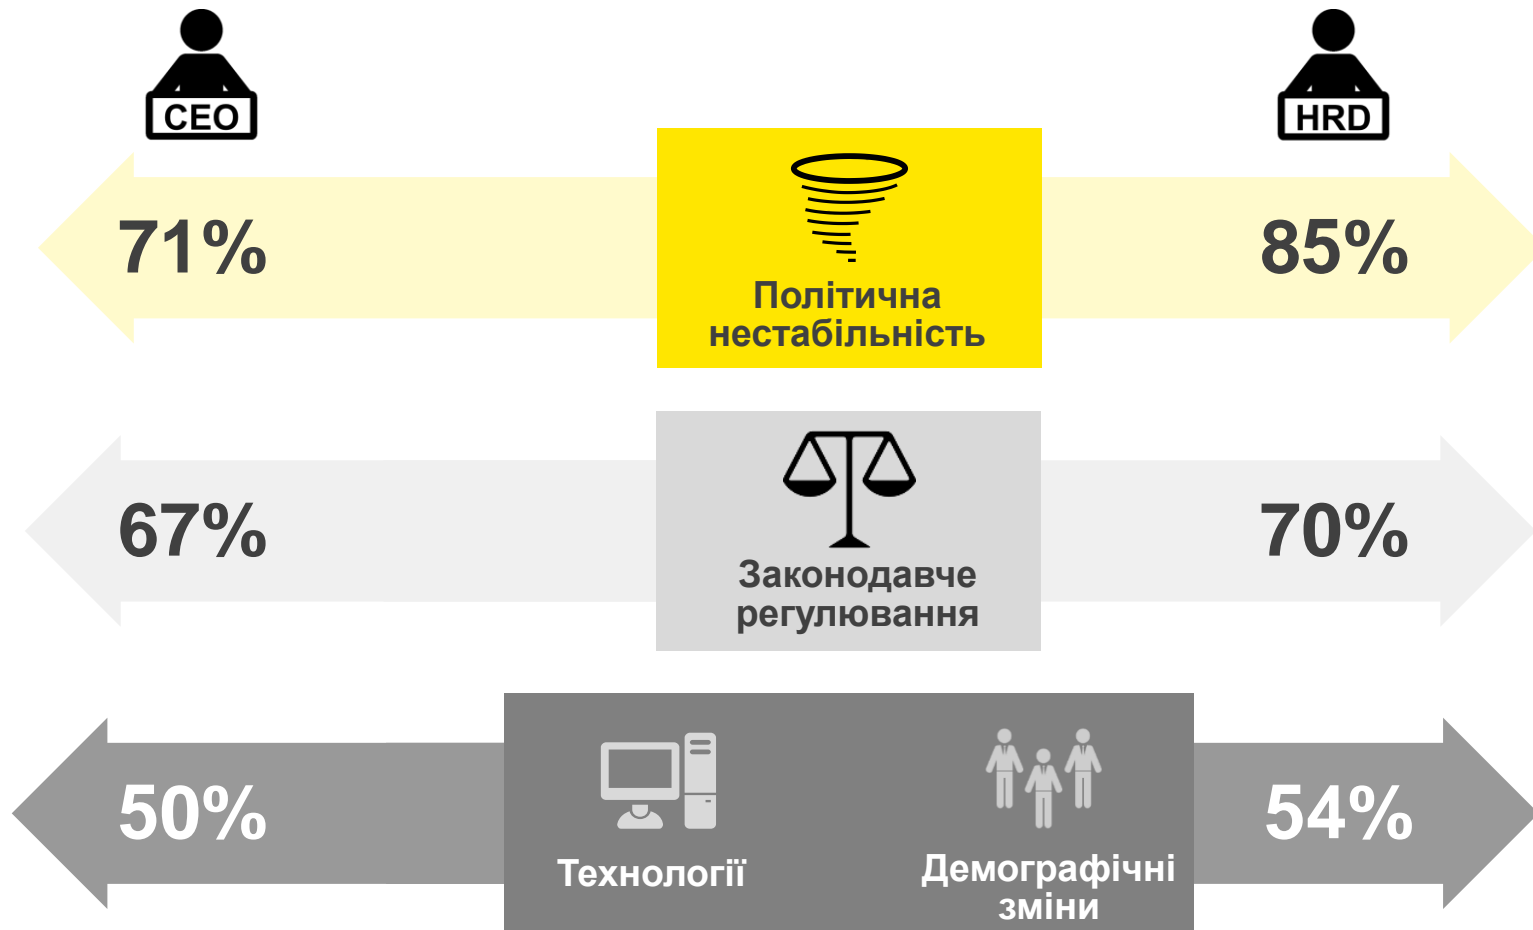 CEO
HRD
71%
Політична
нестабільність
85%
67%
Законодавче
регулювання
70%
50%
Технології
Демографічні
зміни
54%